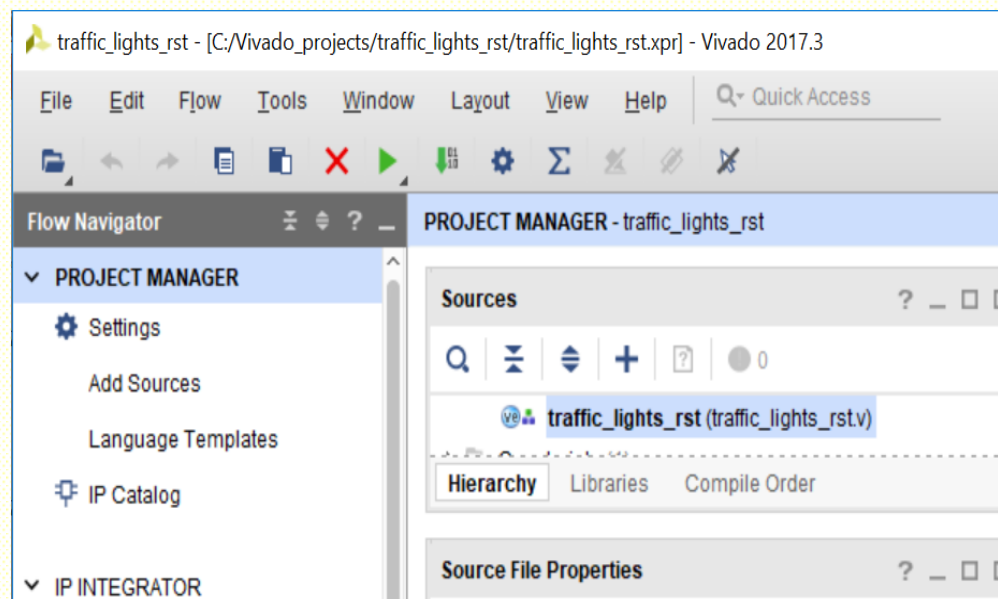 traffic_lights_rst - [C:/Vivado_projects/traffic_lights_rst/traffic_lights_rst.xpr] - Vivado 2017.3
File Edit Flow Tools Window Layout View Help Quick Access
Flow Navigator
PROJECT MANAGER - traffic_lights_rst
PROJECT MANAGER
Settings
Add Sources
Language Templates
IP Catalog
IP INTEGRATOR
Sources
0
traffic_lights_rst (traffic_lights_rst.v)
Hierarchy Libraries Compile Order
Source File Properties